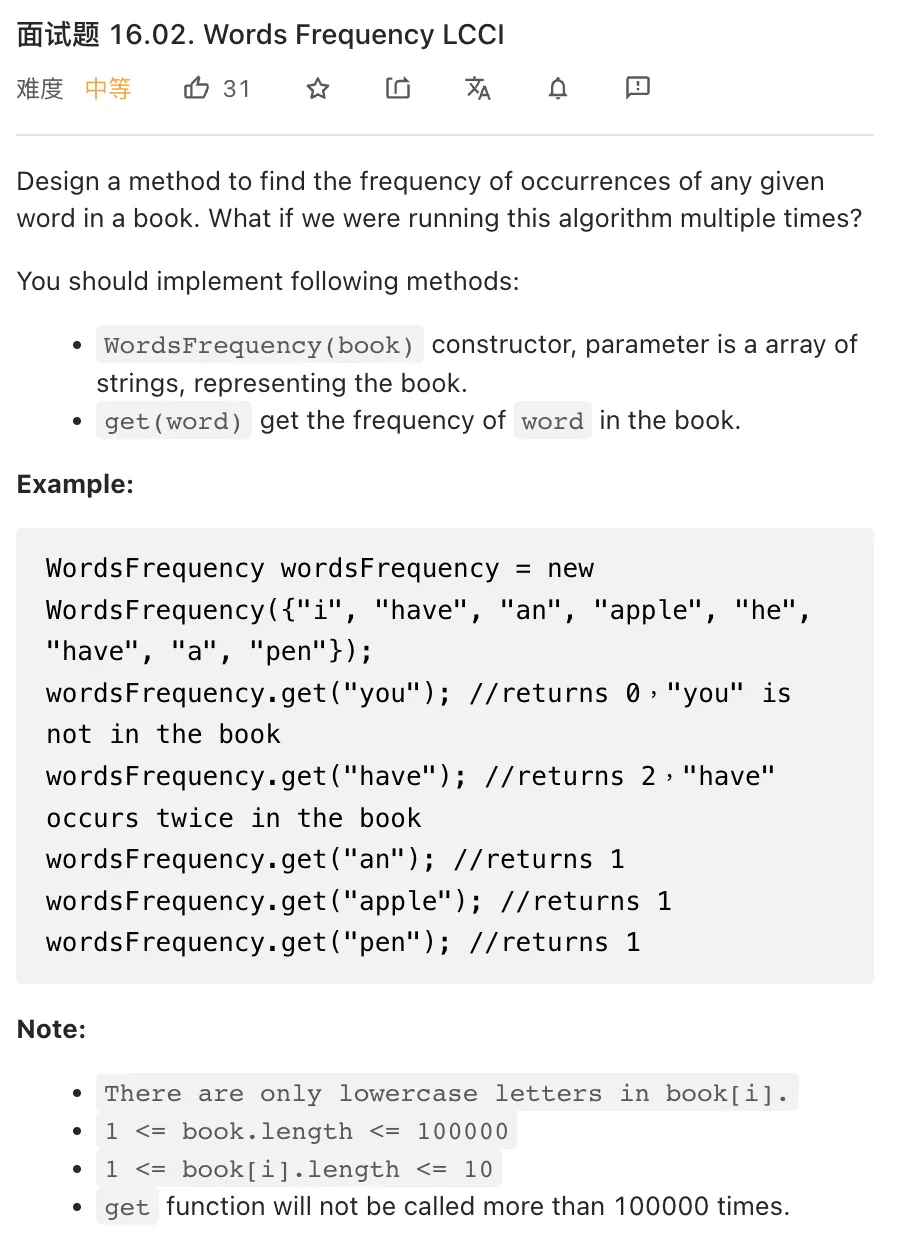 面试题 16.02. Words Frequency LCCI
难度 中等 31
Design a method to find the frequency of occurrences of any given
word in a book. What if we were running this algorithm multiple times?
You should implement following methods:
• WordsFrequency(book) constructor, parameter is a array of
strings, representing the book.
• get(word) get the frequency of word in the book.
Example:
WordsFrequency wordsFrequency = new
WordsFrequency({"i", "have", "an", "apple", "he",
"have", "a", "pen"});
wordsFrequency.get("you"); //returns 0，"you" is
not in the book
wordsFrequency.get("have"); //returns 2，"have"
occurs twice in the book
wordsFrequency.get("an"); //returns 1
wordsFrequency.get("apple"); //returns 1
wordsFrequency.get("pen"); //returns 1
Note:
• There are only lowercase letters in book[i].
• 1 <= book.length <= 100000
• 1 <= book[i].length <= 10
• get function will not be called more than 100000 times.